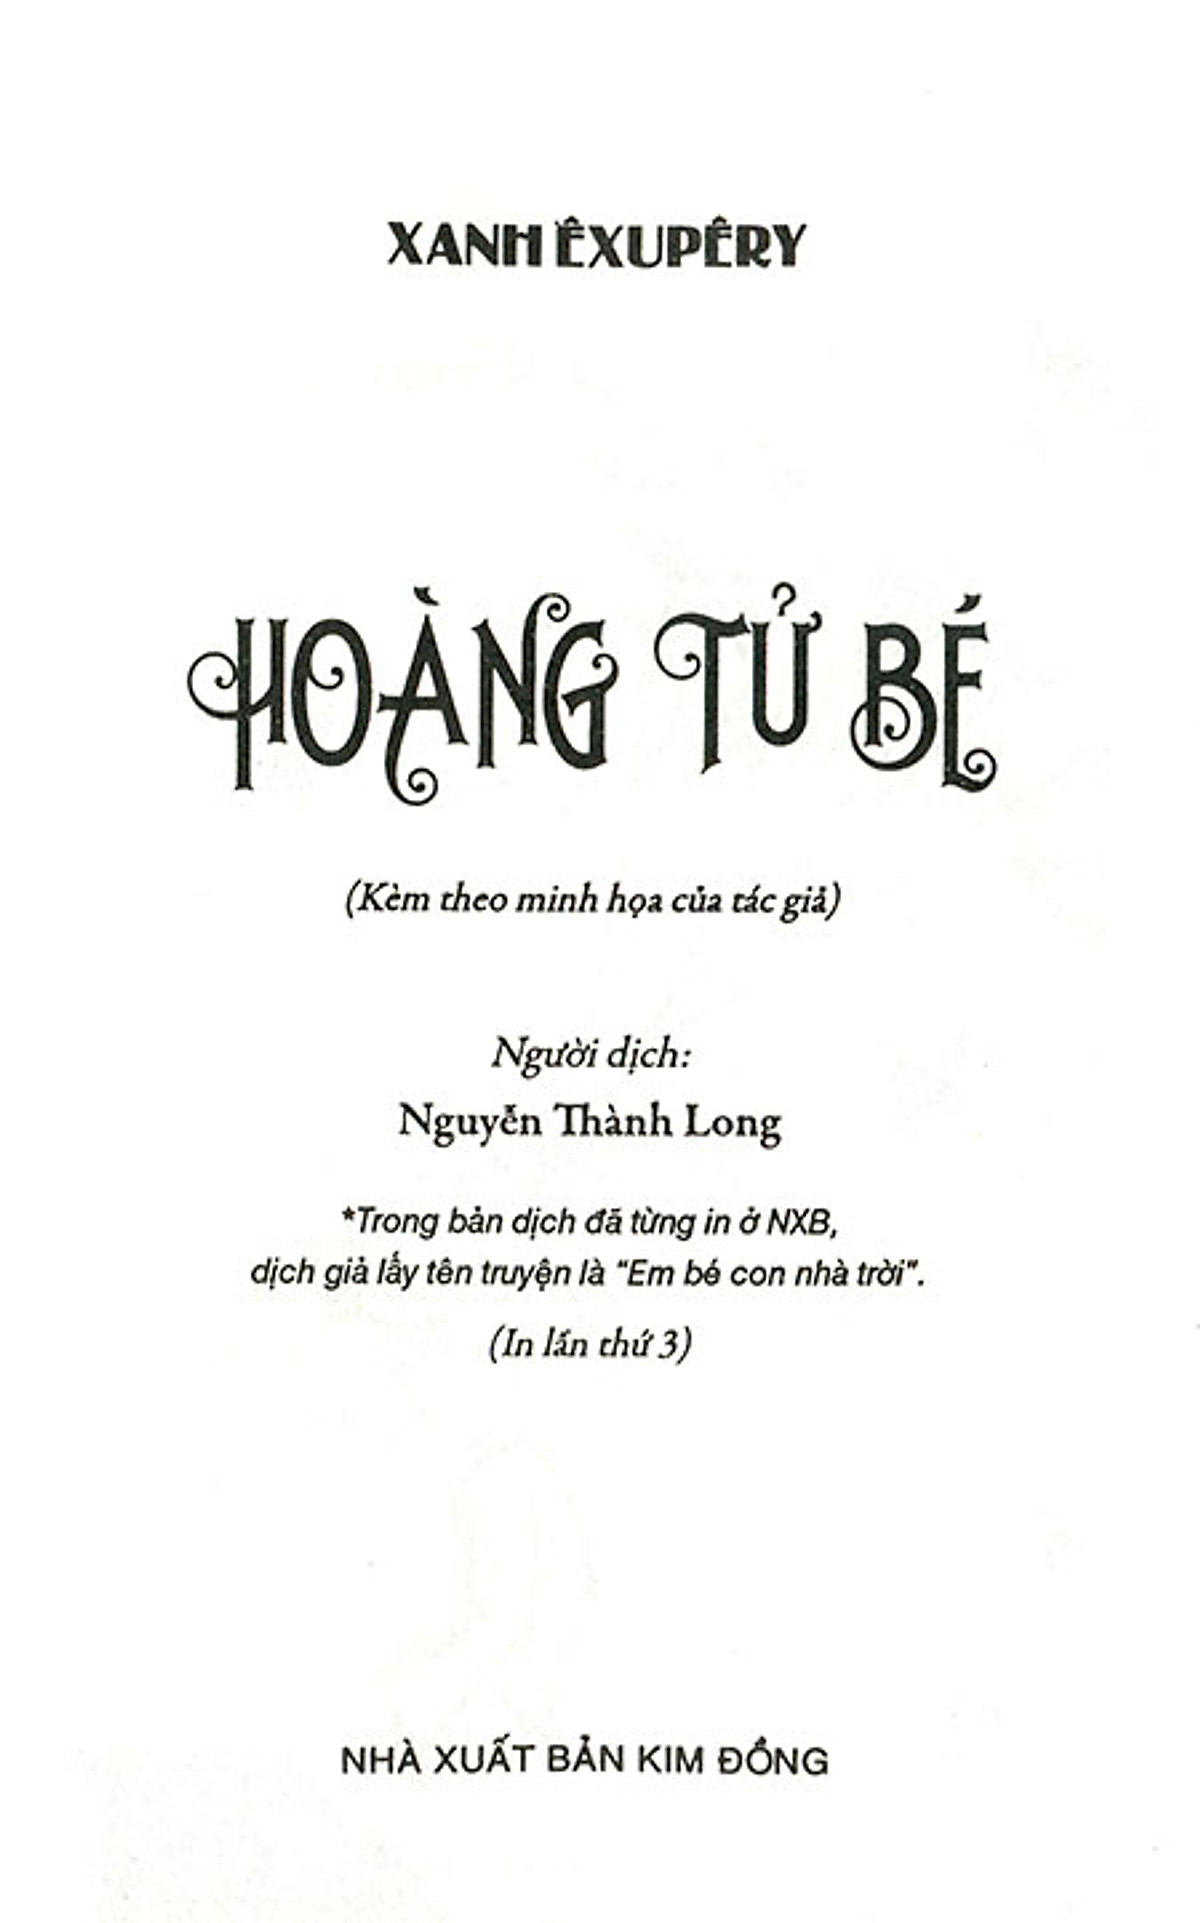 XANH ÊXUPÊRY
HOÀNG TỬ BÉ
(Kèm theo minh họa của tác giả)
Người dịch:
Nguyễn Thành Long
*Trong bản dịch đã từng in ở NXB,
dịch giả lấy tên truyện là "Em bé con nhà trời".
(In lần thứ 3)
NHÀ XUẤT BẢN KIM ĐỒNG